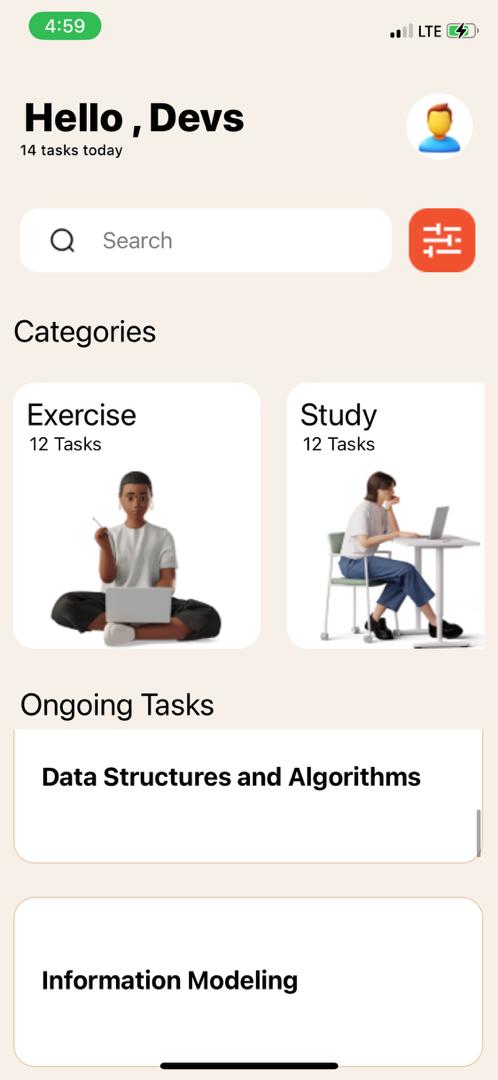 4:59
LTE
Hello , Devs
14 tasks today
Search
Categories
Exercise
12 Tasks
Study
12 Tasks
Ongoing Tasks
Data Structures and Algorithms
Information Modeling